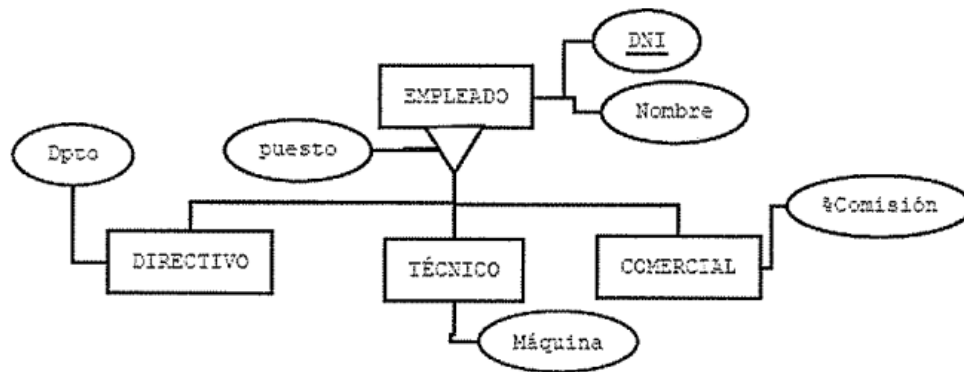 DNI
EMPLEADO
Nombre
Dpto
puesto
%Comisión
DIRECTIVO
TÉCNICO
COMERCIAL
Máquina